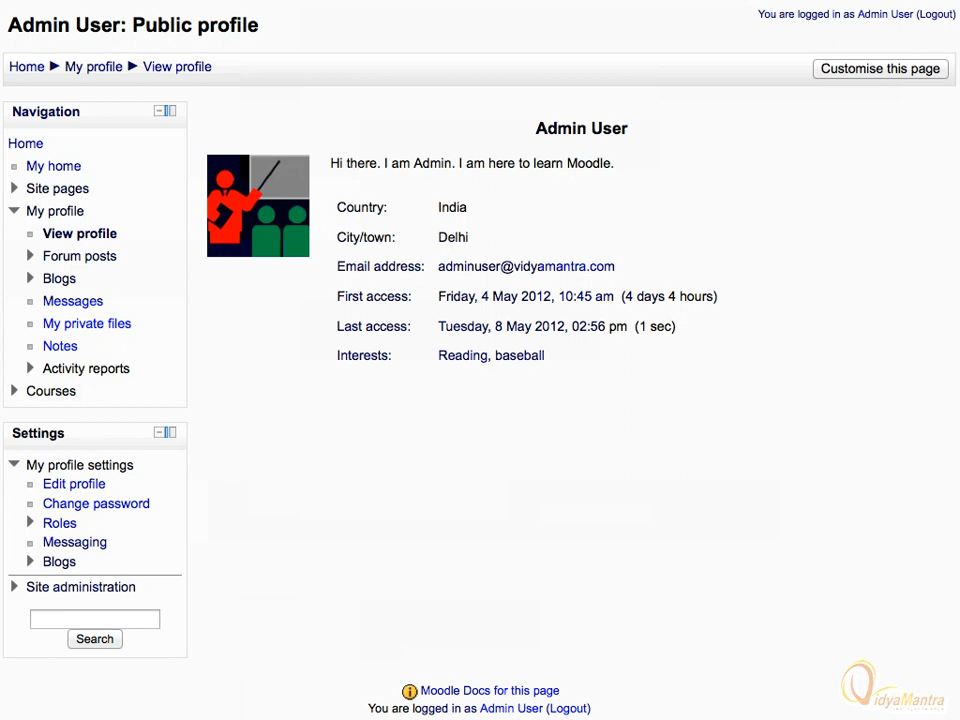 Admin User: Public profile
You are logged in as Admin User (Logout)
Home ► My profile ► View profile
Customise this page
Navigation
Home
My home
Site pages
My profile
View profile
Forum posts
Blogs
Messages
My private files
Notes
Activity reports
Courses
Settings
My profile settings
Edit profile
Change password
Roles
Messaging
Blogs
Site administration
Search
Admin User
Hi there. I am Admin. I am here to learn Moodle.
Country: India
City/town: Delhi
Email address: adminuser@vidyamantra.com
First access: Friday, 4 May 2012, 10:45 am (4 days 4 hours)
Last access: Tuesday, 8 May 2012, 02:56 pm (1 sec)
Interests: Reading, baseball
Moodle Docs for this page
You are logged in as Admin User (Logout)
VidyaMantra